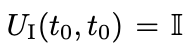 U_I(t_0, t_0) = 𝕀